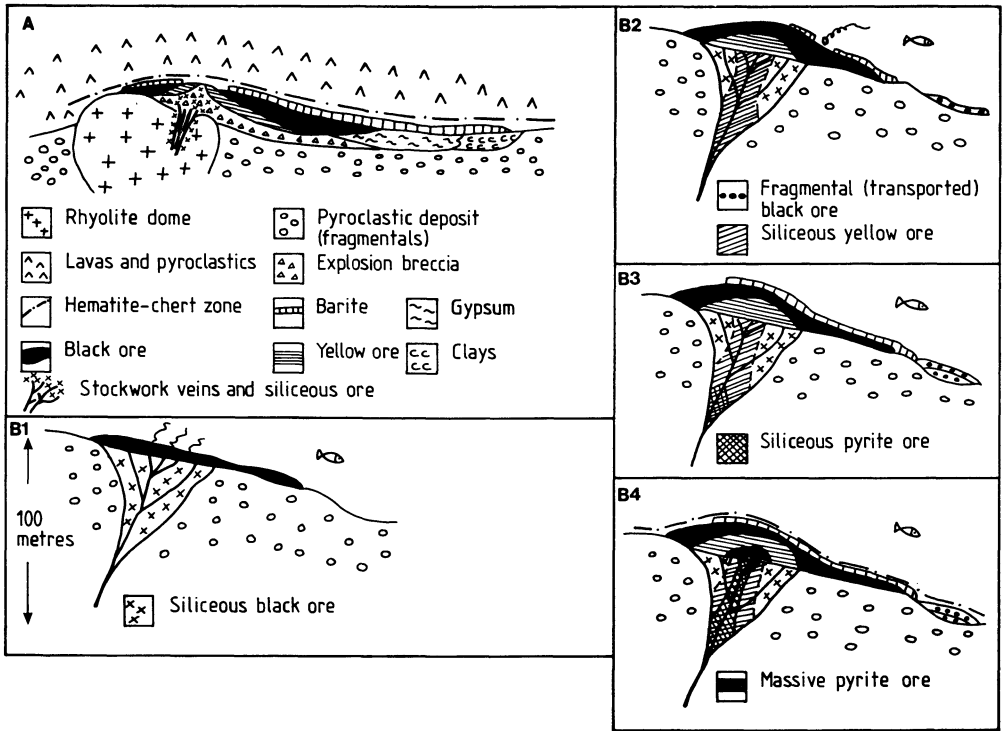 A
Rhyolite dome
Pyroclastic deposit
(fragmentals)
Lavas and pyroclastics
Explosion breccia
Hematite-chert zone
Barite
Gypsum
Black ore
Yellow ore
Clays
Stockwork veins and siliceous ore
B1
100
metres
Siliceous black ore
B2
Fragmental (transported)
black ore
Siliceous yellow ore
B3
Siliceous pyrite ore
B4
Massive pyrite ore